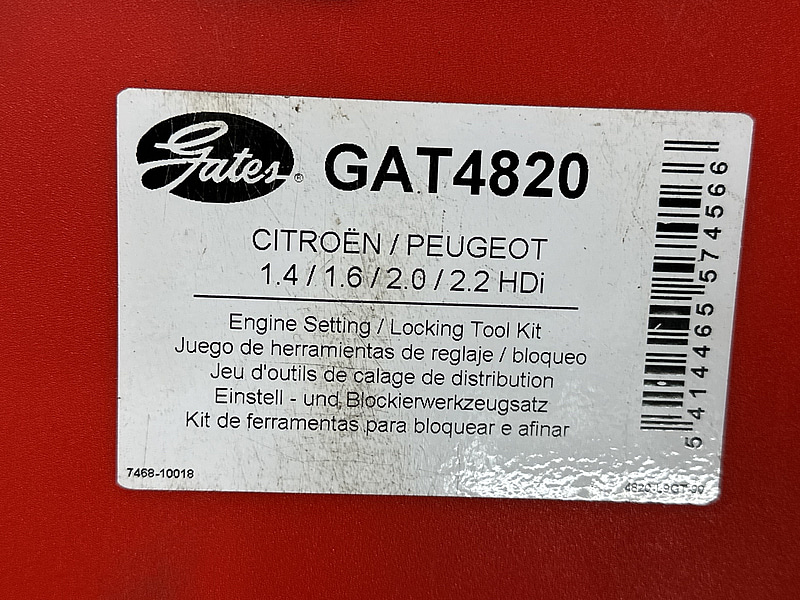 Gates®
GAT4820
CITROËN / PEUGEOT
1.4 / 1.6 / 2.0 / 2.2 HDi
Engine Setting / Locking Tool Kit
Juego de herramientas de reglaje / bloqueo
Jeu d'outils de calage de distribution
Einstell - und Blockierwerkzeugsatz
Kit de ferramentas para bloquear e afinar
7468-10018
5 414465 574566